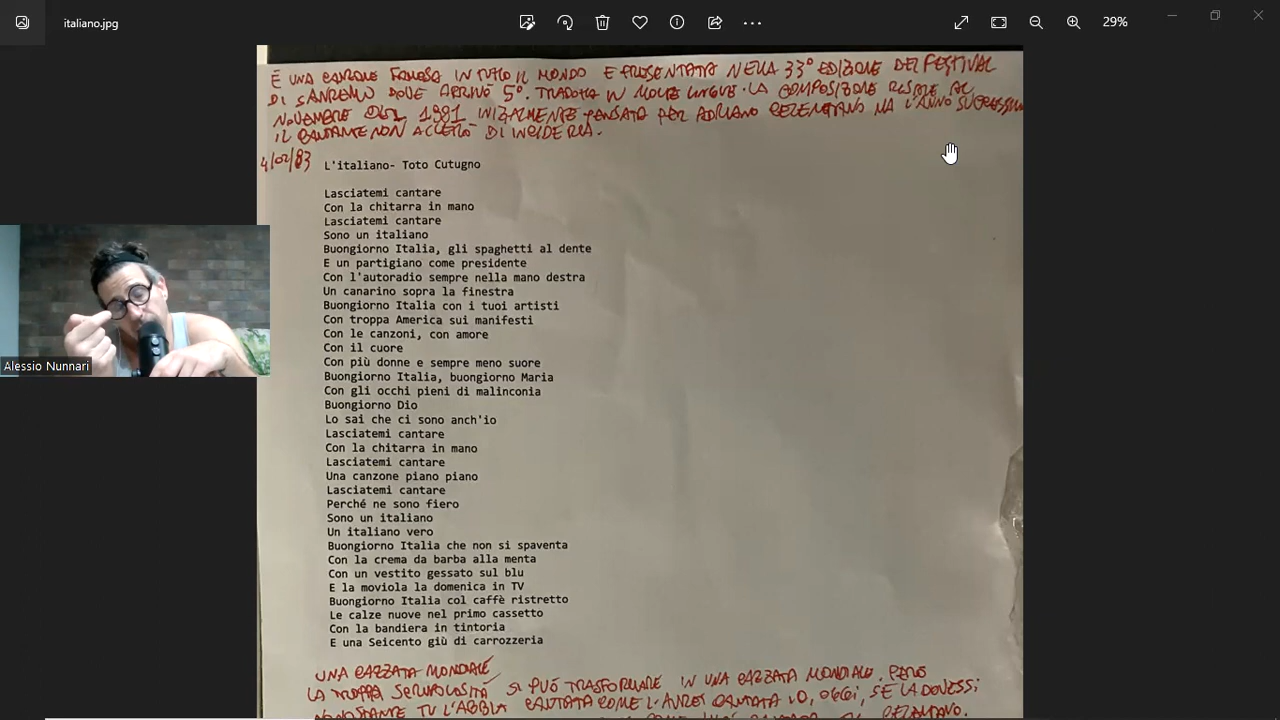 italiano.jpg
29%
È UNA CANZONE FAMOSA IN TUTTO IL MONDO E PRESENTATA NELLA 33° EDIZIONE DEL FESTIVAL
DI SANREMO DOVE ARRIVÒ 5°. TRADOTTA IN MOLTE LINGUE. LA COMPOSIZIONE RISALE AL
NOVEMBRE DEL 1981 INIZIALMENTE PENSATA PER ADRIANO CELENTANO MA L'ANNO SUCCESSIVO
IL CANTANTE NON ACCETTÒ DI INCIDERLA.
4/02/83
L'italiano- Toto Cutugno
Lasciatemi cantare
Con la chitarra in mano
Lasciatemi cantare
Sono un italiano
Buongiorno Italia, gli spaghetti al dente
E un partigiano come presidente
Con l'autoradio sempre nella mano destra
Un canarino sopra la finestra
Buongiorno Italia con i tuoi artisti
Con troppa America sui manifesti
Con le canzoni, con amore
Con il cuore
Con più donne e sempre meno suore
Buongiorno Italia, buongiorno Maria
Con gli occhi pieni di malinconia
Buongiorno Dio
Lo sai che ci sono anch'io
Lasciatemi cantare
Con la chitarra in mano
Lasciatemi cantare
Una canzone piano piano
Lasciatemi cantare
Perché ne sono fiero
Sono un italiano
Un italiano vero
Buongiorno Italia che non si spaventa
Con la crema da barba alla menta
Con un vestito gessato sul blu
E la moviola la domenica in TV
Buongiorno Italia col caffè ristretto
Le calze nuove nel primo cassetto
Con la bandiera in tintoria
E una Seicento giù di carrozzeria
UNA CAZZATA MONDIALE
LA TROPPA SI PUÒ TRASFORMARE IN UNA CAZZATA MONDIALE. PERÒ
NONOSTANTE TU L'ABBIA CANTATA COME L'AVREI CANTATA IO, OGGI, SE LA DOVESSI
CELENTANO.
Alessio Nunnari